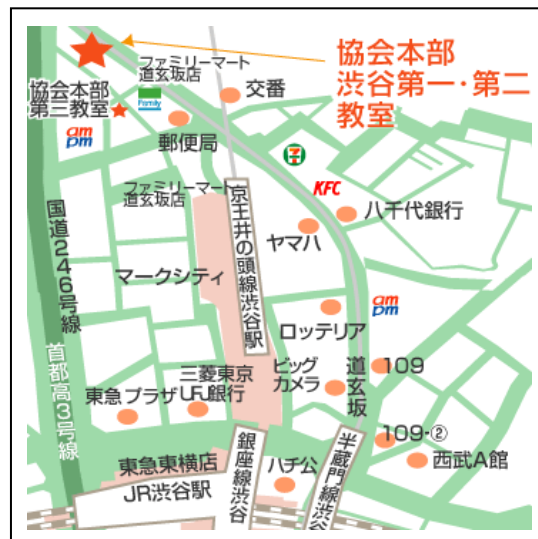 協会本部
渋谷第一・第二
教室
ファミリーマート
道玄坂店
Family
交番
協会本部
第三教室
am
pm
郵便局
7
KFC
ファミリーマート
道玄坂店
八千代銀行
ヤマハ
国道246号線
京王井の頭線渋谷駅
マークシティ
am
pm
ロッテリア
首都高3号線
三菱東京
UFJ銀行
ビッグ
カメラ
道玄坂
109
東急プラザ
109-②
西武A館
東急東横店
銀座線渋谷
ハチ公
半蔵門線渋谷
JR渋谷駅